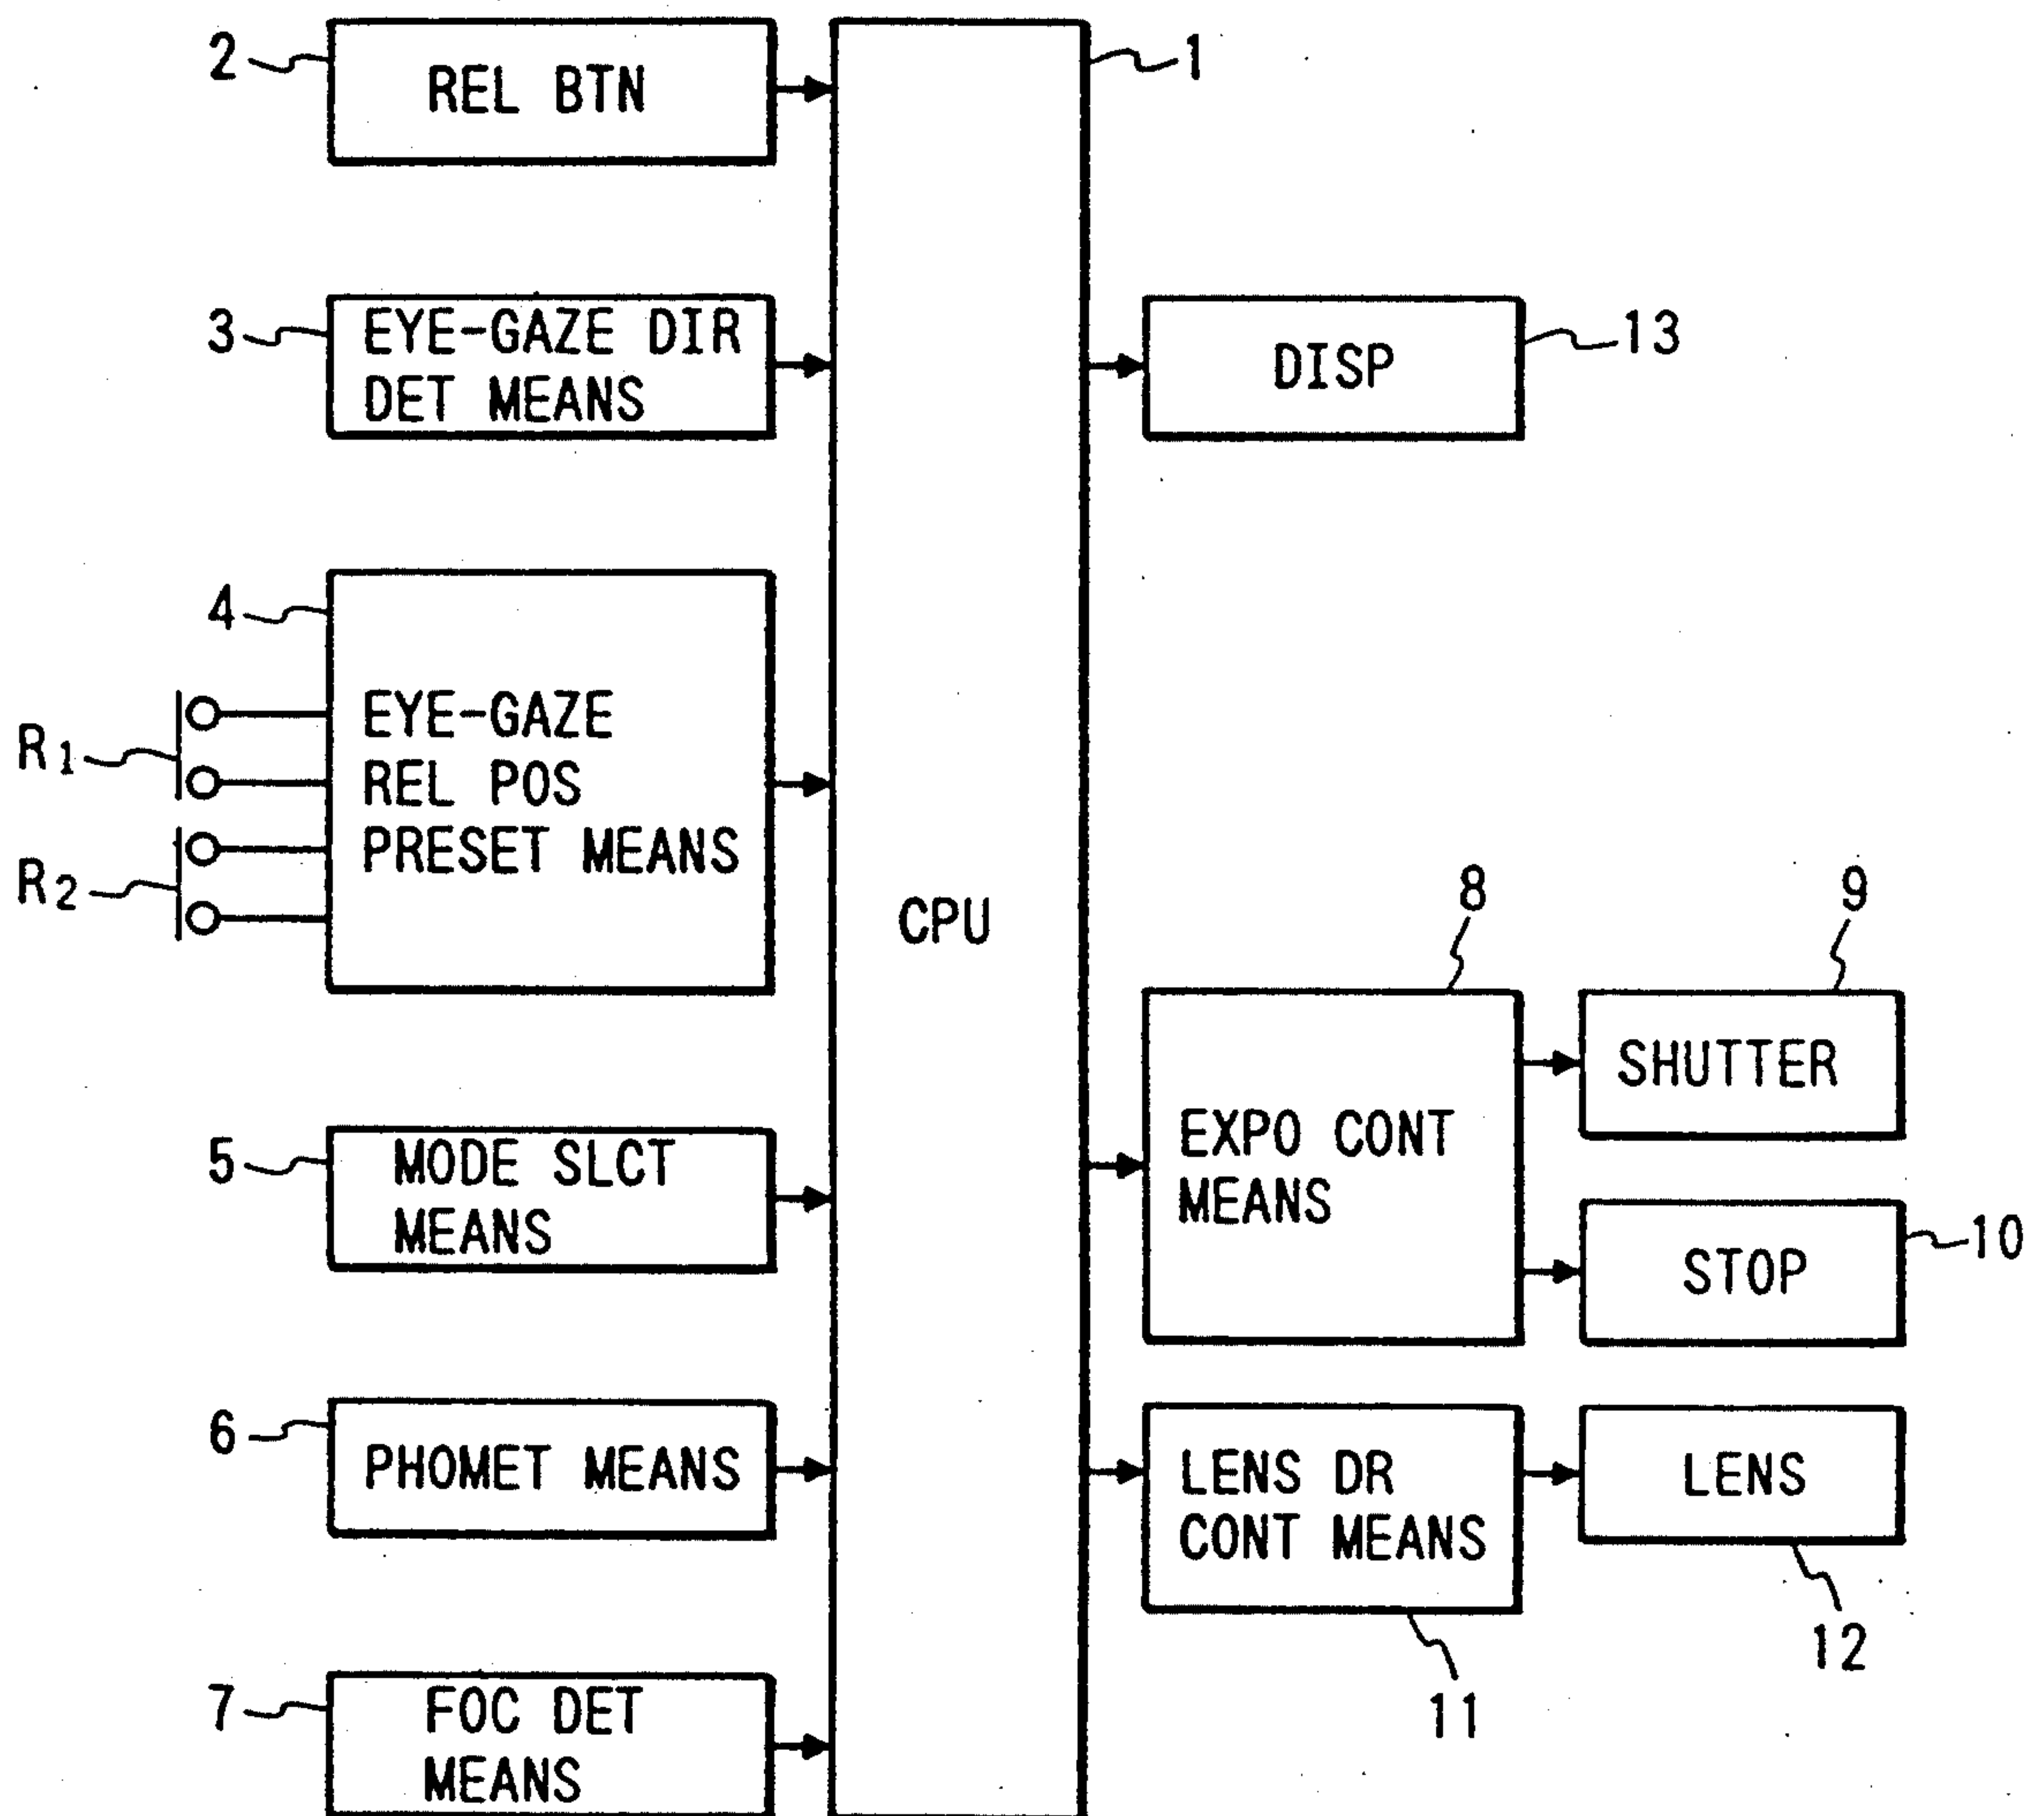 2
REL BTN
1
3
EYE-GAZE DIR
DET MEANS
DISP
13
4
EYE-GAZE
REL POS
PRESET MEANS
R1
R2
CPU
8
9
EXPO CONT
MEANS
SHUTTER
STOP
10
5
MODE SLCT
MEANS
6
PHOMET MEANS
LENS DR
CONT MEANS
LENS
11
12
7
FOC DET
MEANS